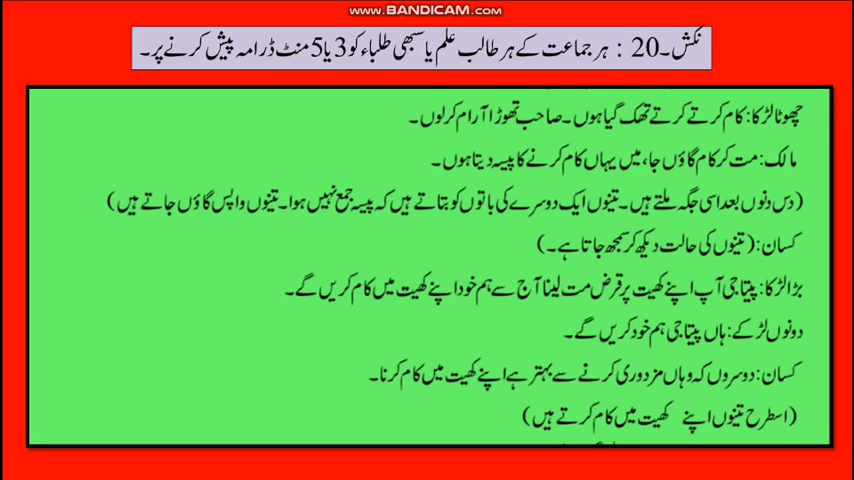 WWW.BANDICAM.COM
نکش۔20 : ہر جماعت کے ہر طالب علم یا سبھی طلباء کو 3 یا 5 منٹ ڈرامہ پیش کرنے پر۔
چھوٹا لڑکا: کام کرتے کرتے تھک گیا ہوں۔ صاحب تھوڑا آرام کرلوں۔
مالک: مت کر کام گاؤں جا، میں یہاں کام کرنے کا پیسہ دیتا ہوں۔
(دس دنوں بعد اسی جگہ ملتے ہیں۔ تینوں ایک دوسرے کی باتوں کو بتاتے ہیں کہ پیسہ جمع نہیں ہوا۔ تینوں واپس گاؤں جاتے ہیں)
کسان: (تینوں کی حالت دیکھ کر سمجھ جاتا ہے۔)
بڑا لڑکا: پیتا جی آپ اپنے کھیت پر قرض مت لینا آج سے ہم خود اپنے کھیت میں کام کریں گے۔
دونوں لڑکے: ہاں پیتا جی ہم خود کریں گے۔
کسان: دوسروں کہ وہاں مزدوری کرنے سے بہتر ہے اپنے کھیت میں کام کرنا۔
(اسطرح تینوں اپنے کھیت میں کام کرتے ہیں)